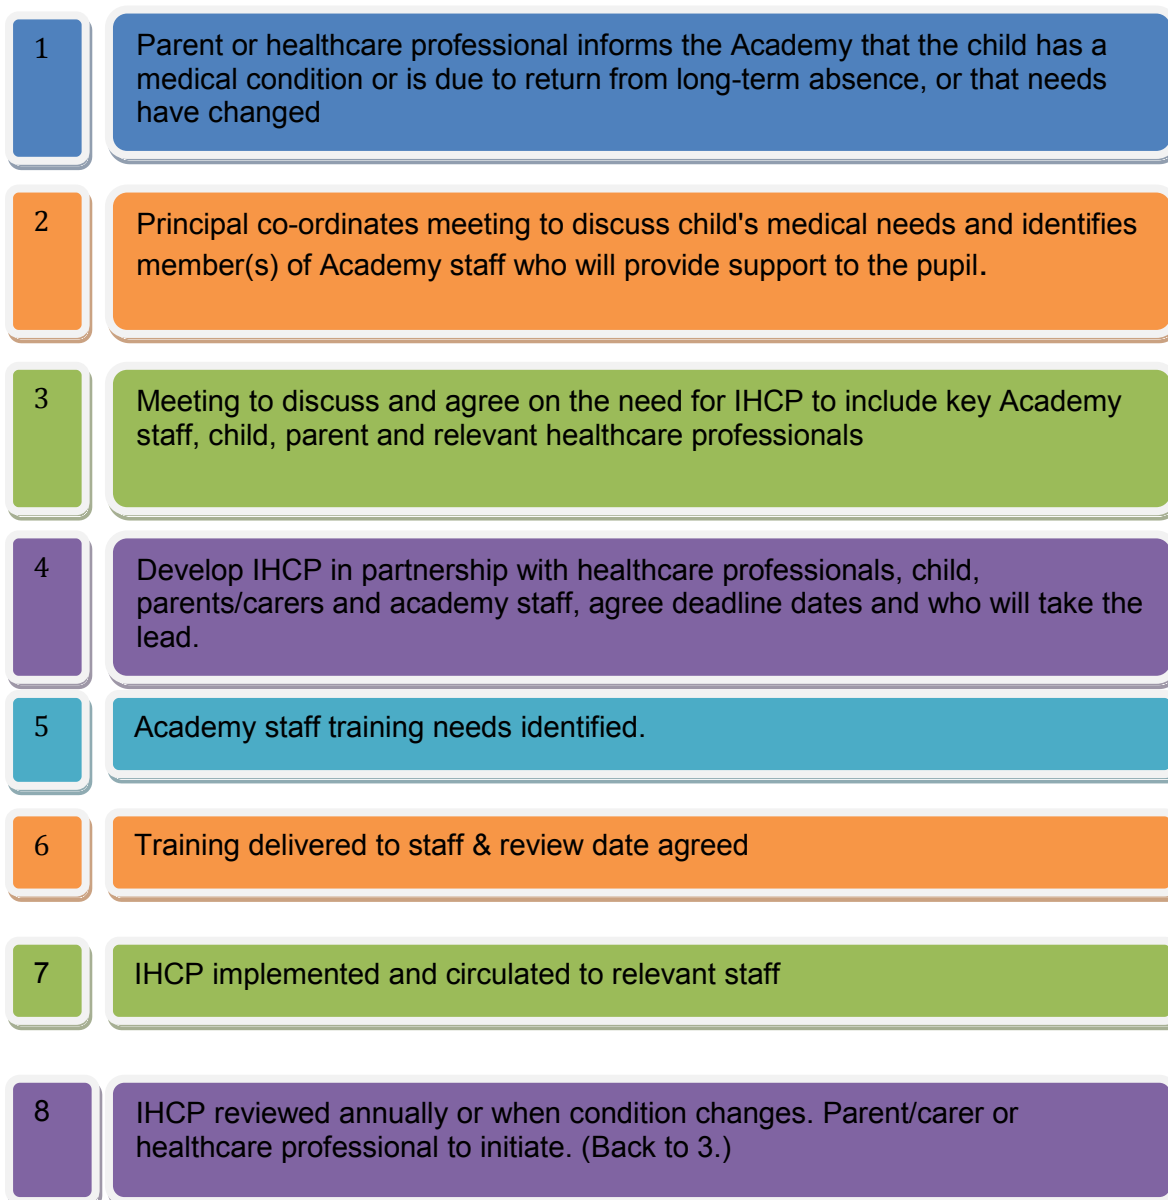 1
Parent or healthcare professional informs the Academy that the child has a
medical condition or is due to return from long-term absence, or that needs
have changed
2
Principal co-ordinates meeting to discuss child's medical needs and identifies
member(s) of Academy staff who will provide support to the pupil.
3
Meeting to discuss and agree on the need for IHCP to include key Academy
staff, child, parent and relevant healthcare professionals
4
Develop IHCP in partnership with healthcare professionals, child,
parents/carers and academy staff, agree deadline dates and who will take the
lead.
5
Academy staff training needs identified.
6
Training delivered to staff & review date agreed
7
IHCP implemented and circulated to relevant staff
8
IHCP reviewed annually or when condition changes. Parent/carer or
healthcare professional to initiate. (Back to 3.)